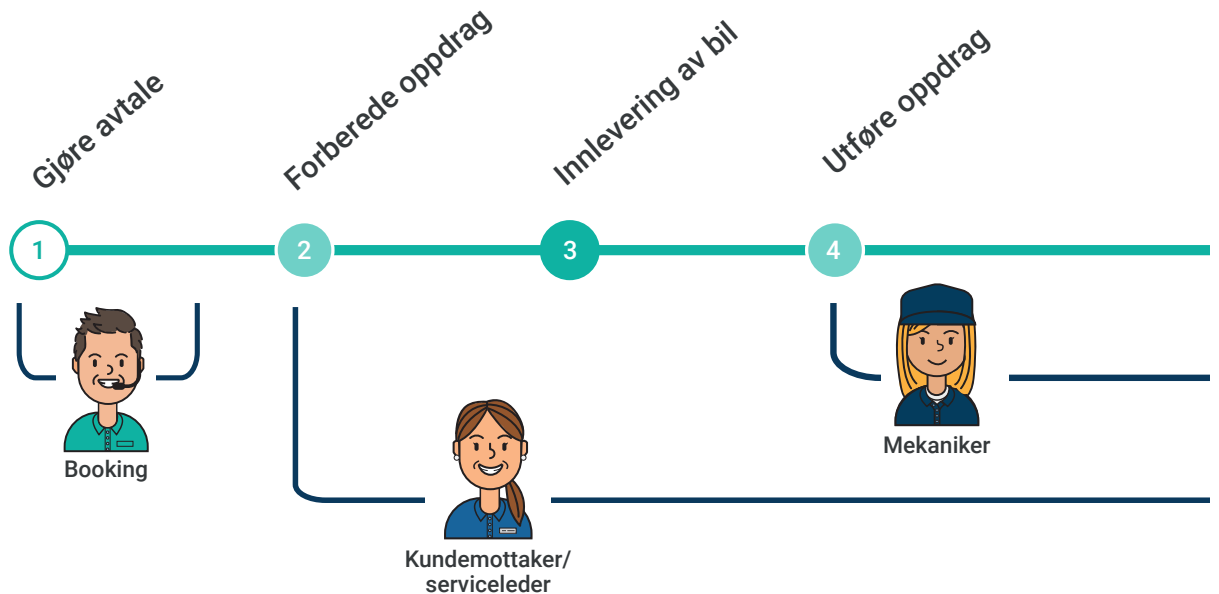 Gjøre avtale
Forberede oppdrag
Innlevering av bil
Utføre oppdrag
1
2
3
4
Booking
Mekaniker
Kundemottaker/
serviceleder